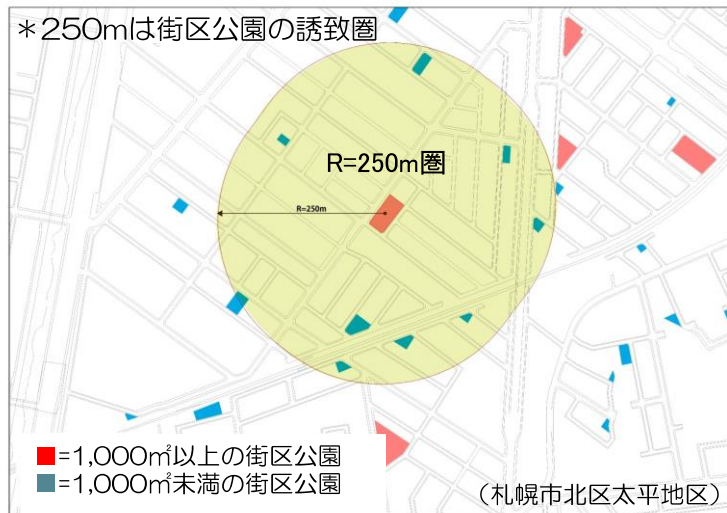 ＊250mは街区公園の誘致圏
R=250m圏
R=250m
■=1,000㎡以上の街区公園
■=1,000㎡未満の街区公園
（札幌市北区太平地区）